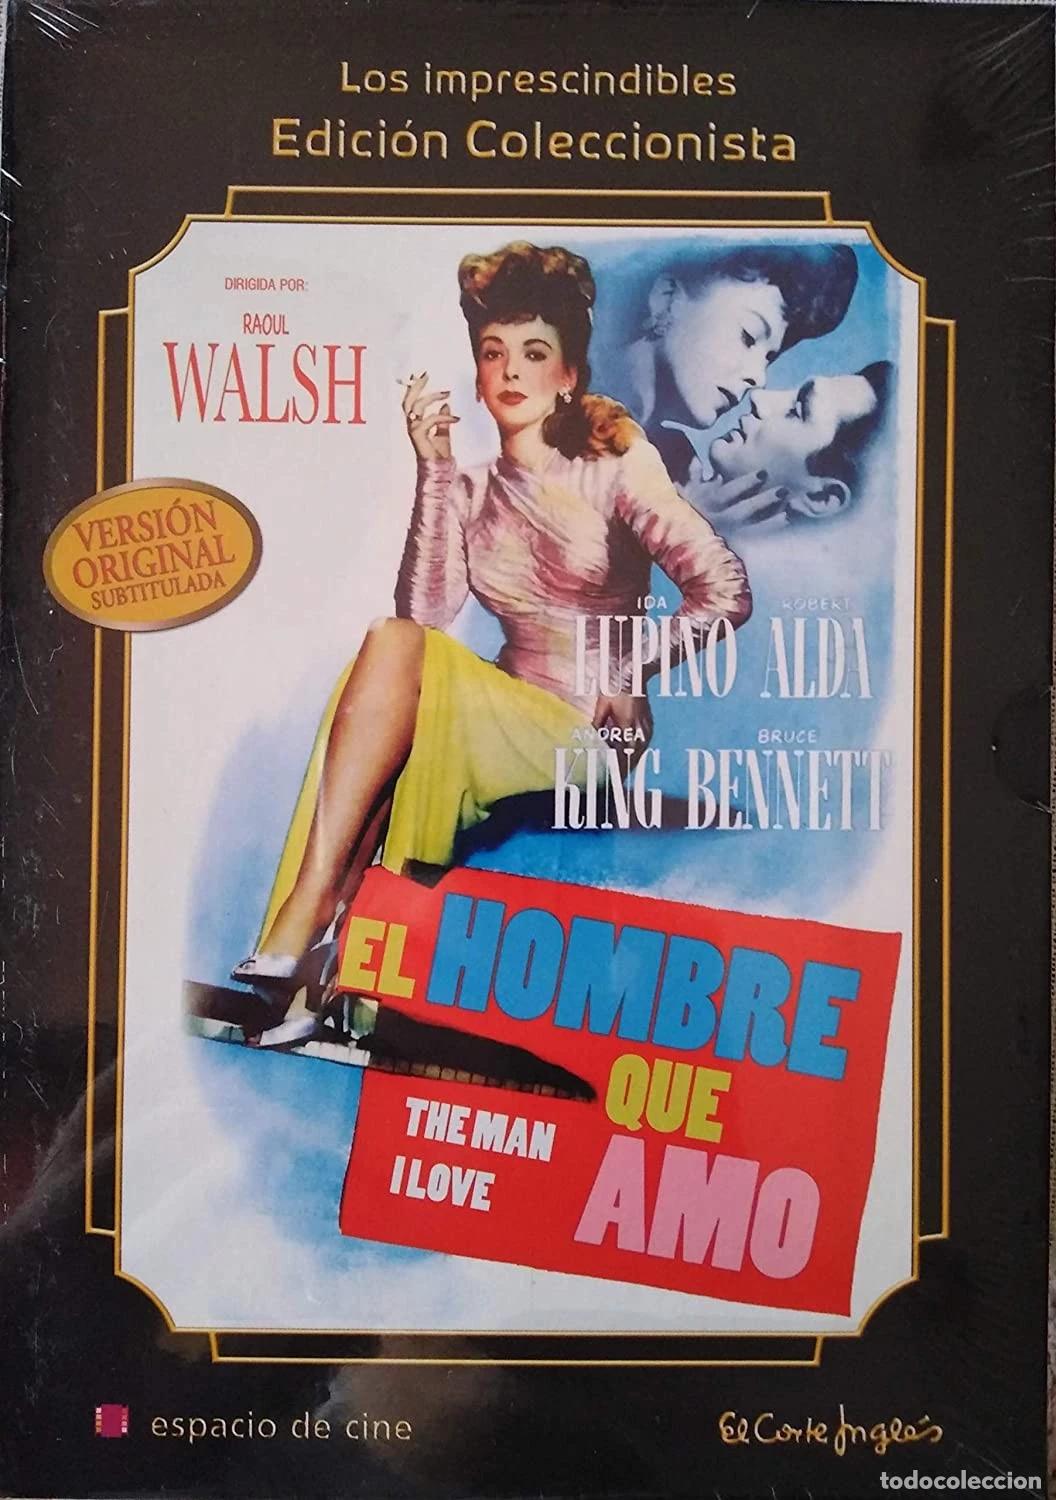 Los imprescindibles
Edición Coleccionista
DIRIGIDA POR:
RAOUL
WALSH
VERSIÓN
ORIGINAL
SUBTITULADA
IDA ROBERT
LUPINO ALDA
ANDREA BRUCE
KING BENNETT
EL HOMBRE
QUE
AMO
THE MAN
I LOVE
espacio de cine
El Corte Inglés
todocoleccion